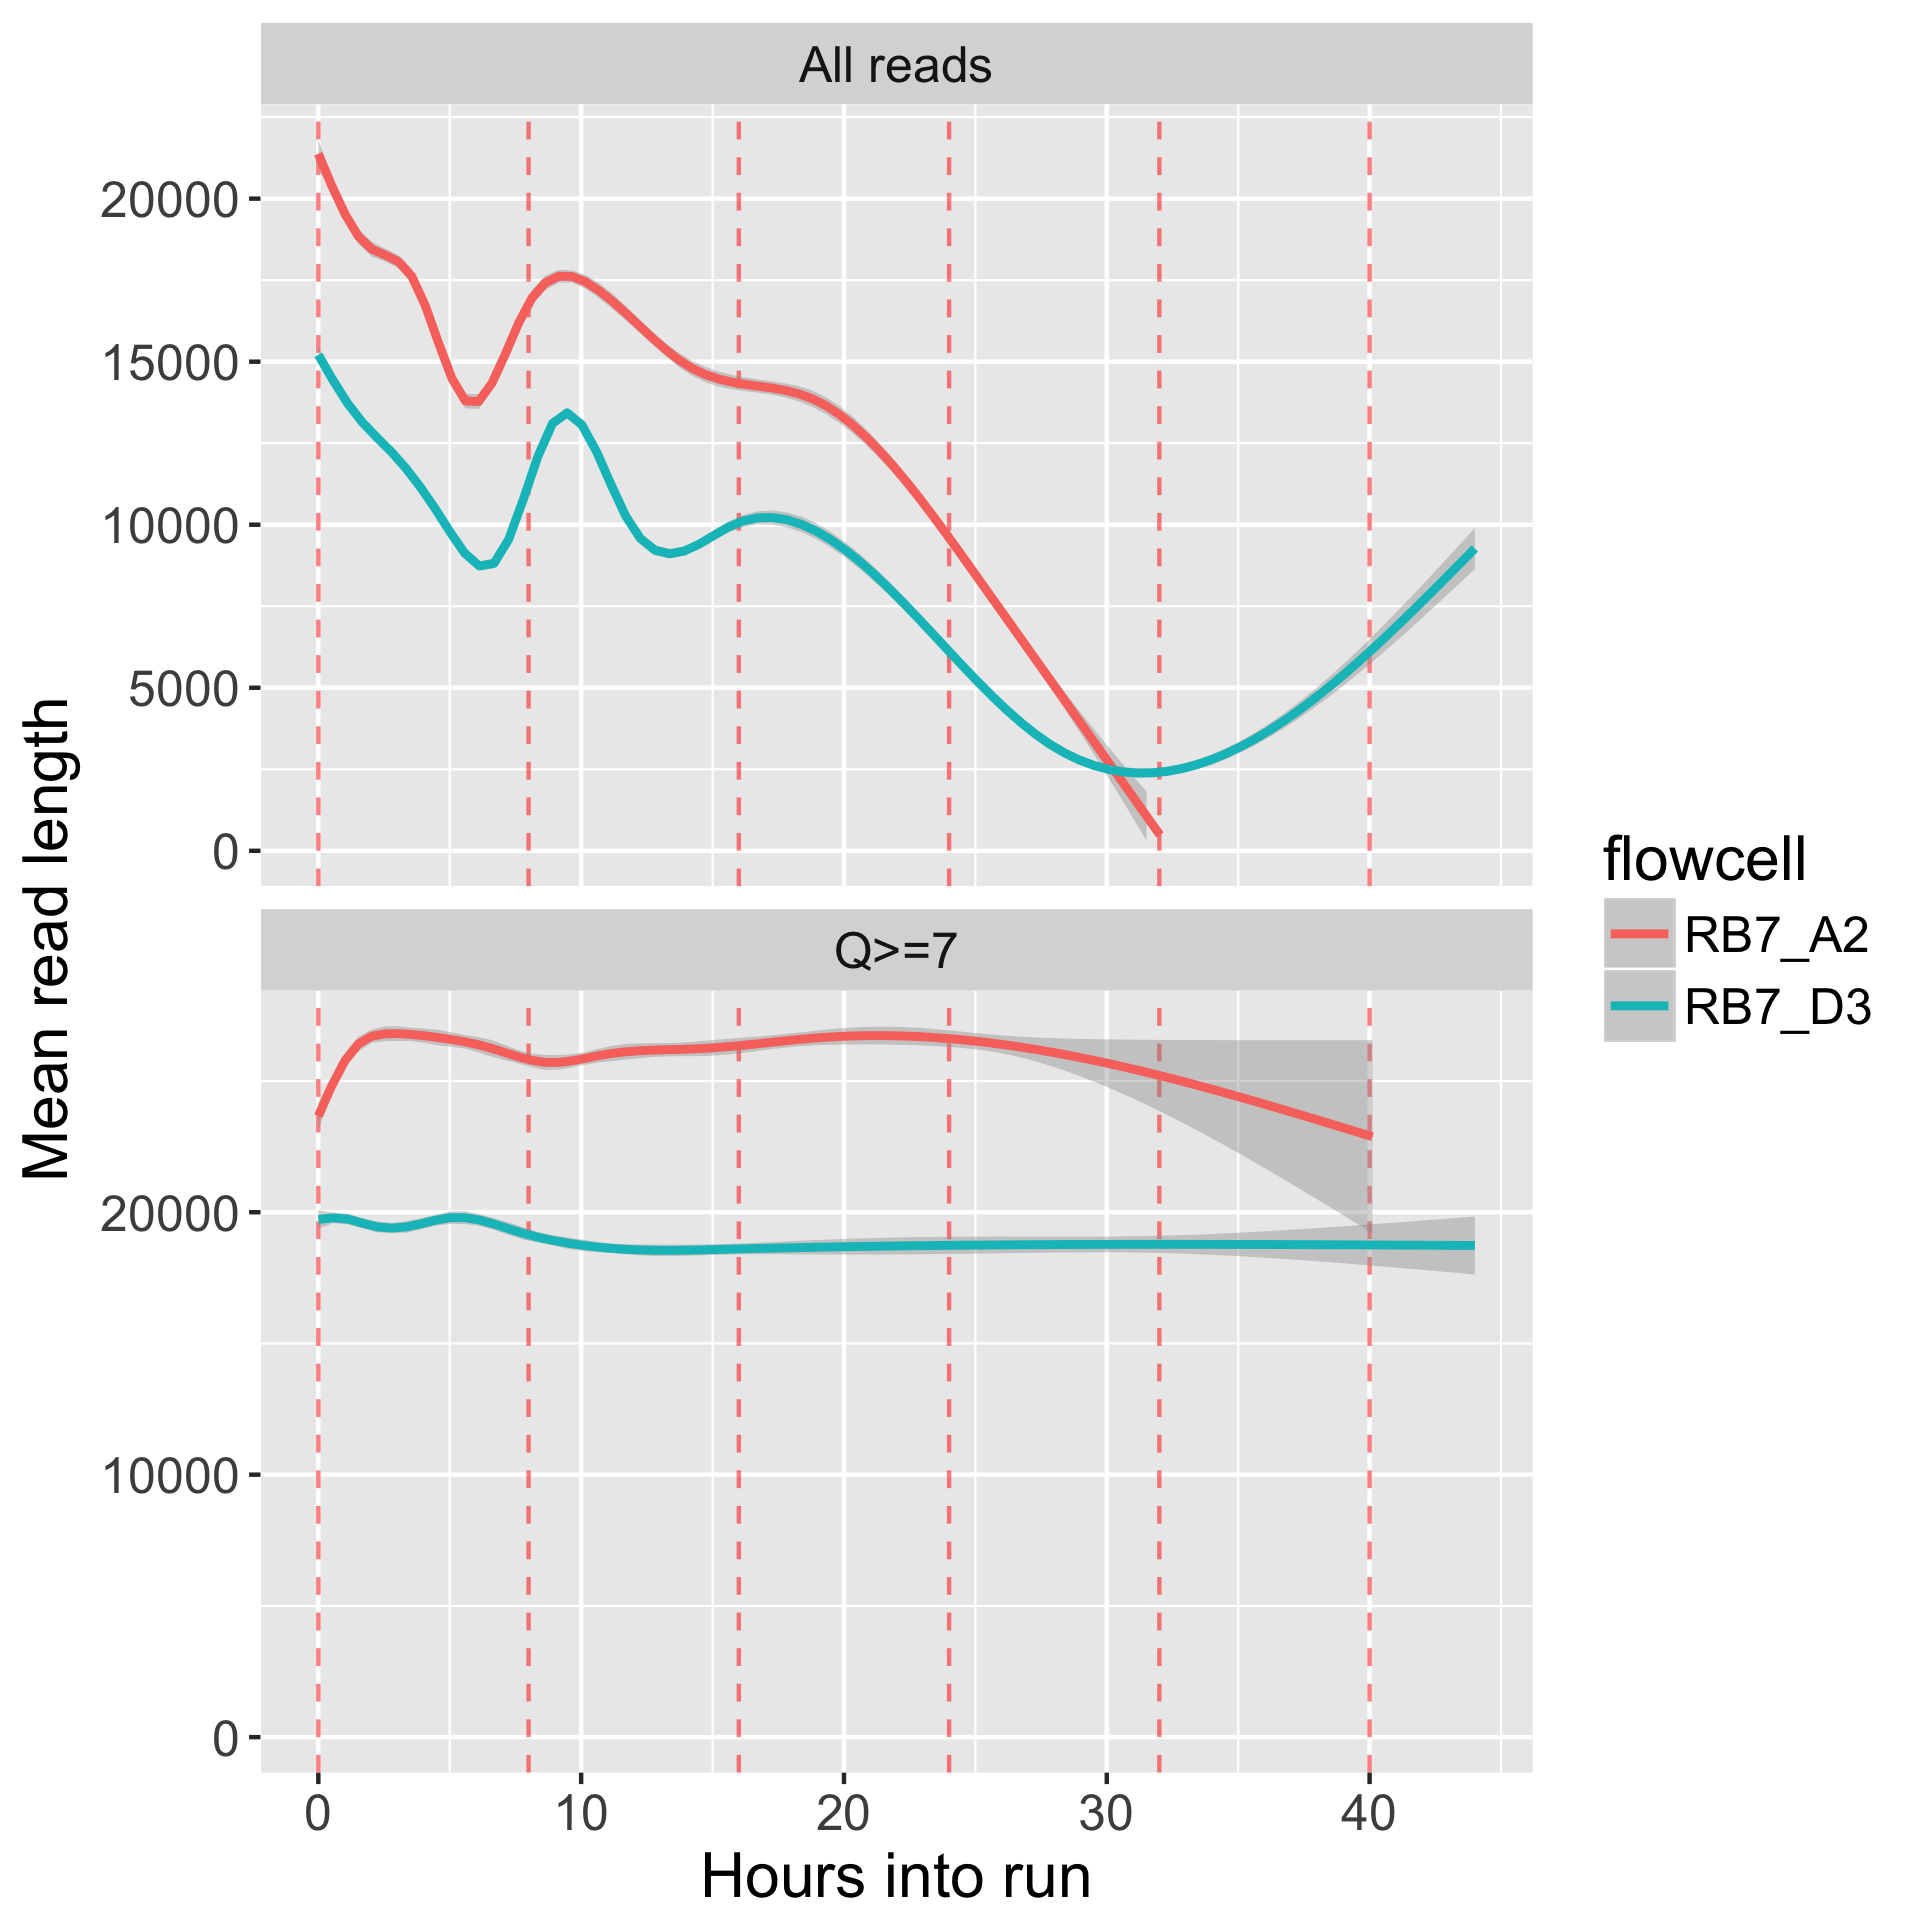 All reads
20000
15000
10000
5000
0
Q>=7
20000
10000
0
0 10 20 30 40
Hours into run
Mean read length
flowcell
RB7_A2
RB7_D3